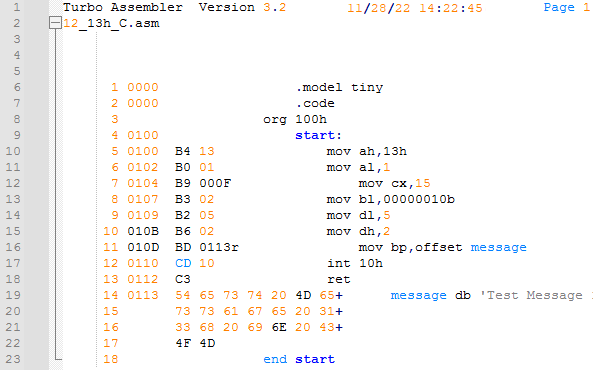 1 Turbo Assembler Version 3.2 11/28/22 14:22:45 Page 1
2 12_13h_C.asm
3
4
5
6 1 0000 .model tiny
7 2 0000 .code
8 3 org 100h
9 4 0100 start:
10 5 0100 B4 13 mov ah,13h
11 6 0102 B0 01 mov al,1
12 7 0104 B9 000F mov cx,15
13 8 0107 B3 02 mov bl,00000010b
14 9 0109 B2 05 mov dl,5
15 10 010B B6 02 mov dh,2
16 11 010D BD 0113r mov bp,offset message
17 12 0110 CD 10 int 10h
18 13 0112 C3 ret
19 14 0113 54 65 73 74 20 4D 65+ message db 'Test Message
20 15 73 73 61 67 65 20 31+
21 16 33 68 20 69 6E 20 43+
22 17 4F 4D
23 18 end start